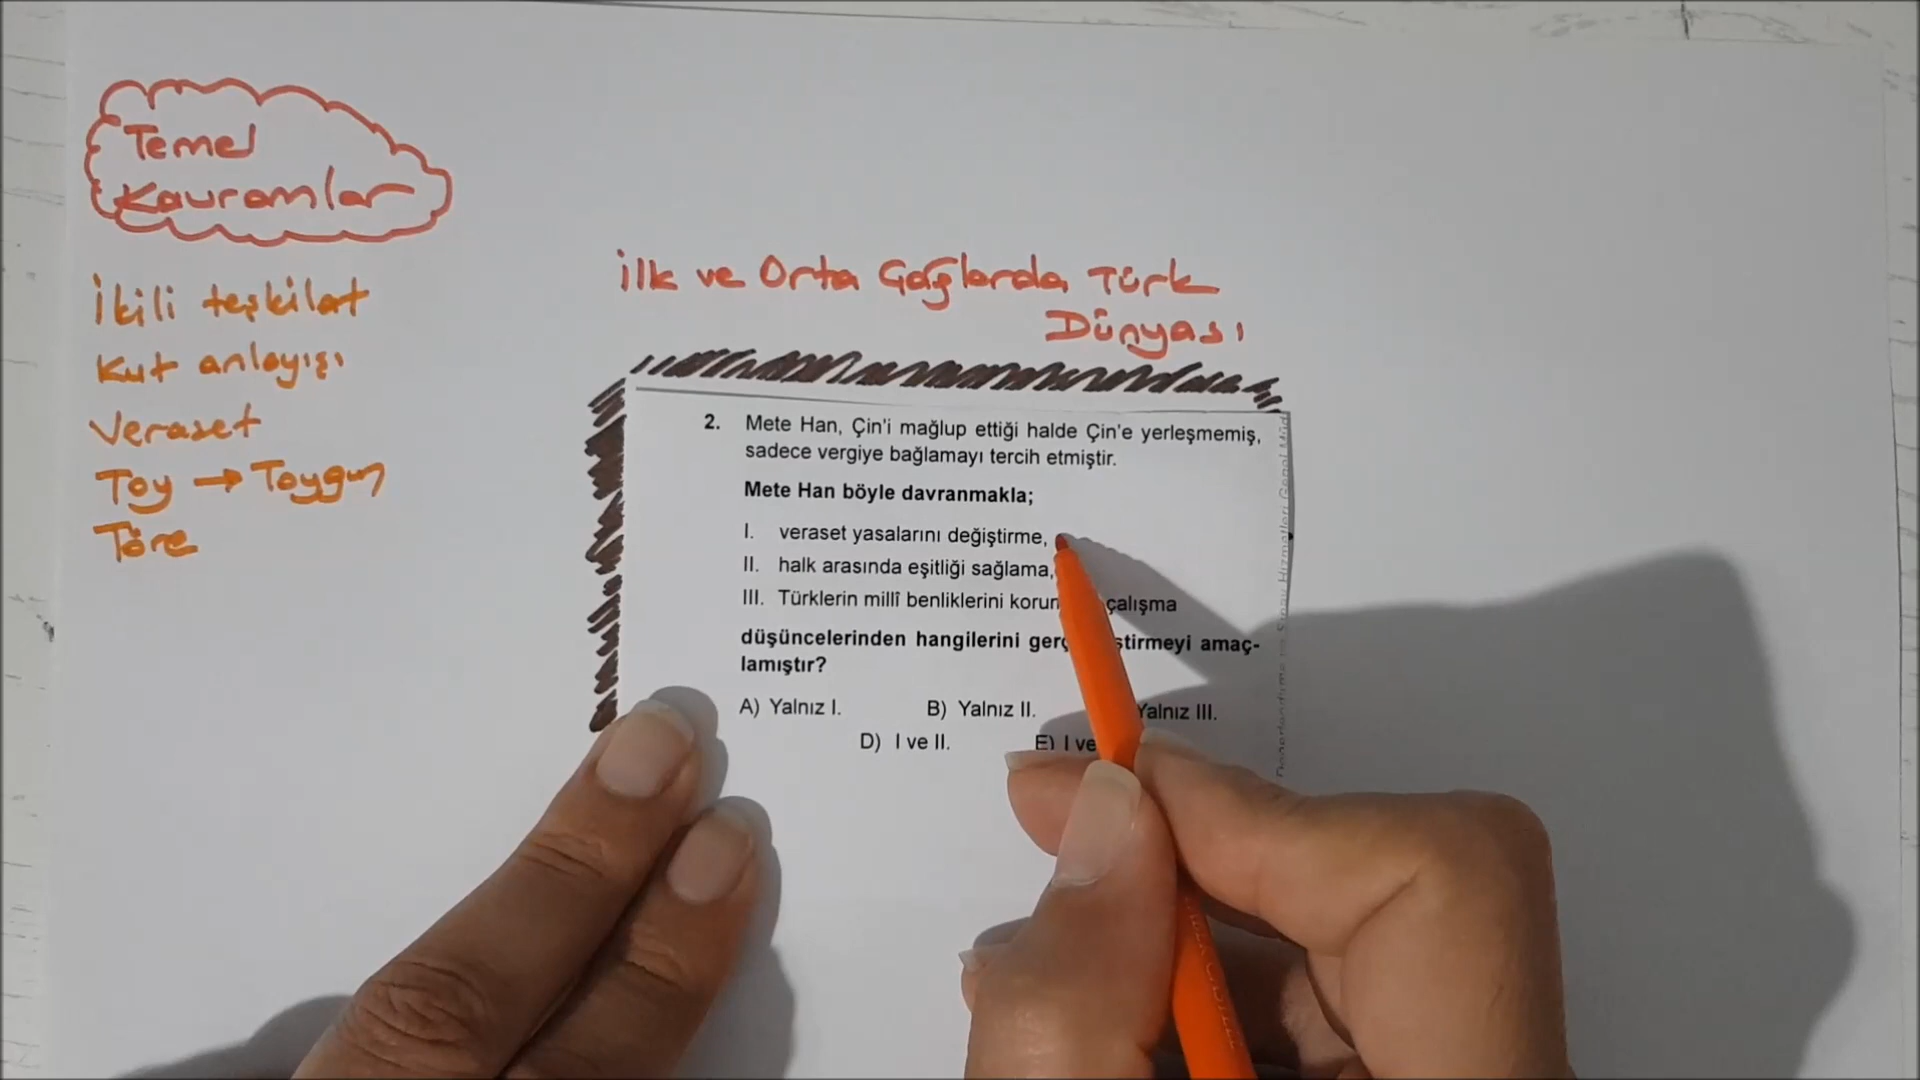 Temel
Kavramlar
İkili teşkilat
Kut anlayışı
Veraset
Toy → Toygun
Töre
İlk ve Orta Çağlarda Türk
Dünyası
2. Mete Han, Çin'i mağlup ettiği halde Çin'e yerleşmemiş,
sadece vergiye bağlamayı tercih etmiştir.
Mete Han böyle davranmakla;
I. veraset yasalarını değiştirme,
II. halk arasında eşitliği sağlama,
III. Türklerin millî benliklerini çalışma
düşüncelerinden hangilerini amaç-
lamıştır?
A) Yalnız I. B) Yalnız II. Yalnız III.
D) I ve II. E) I ve